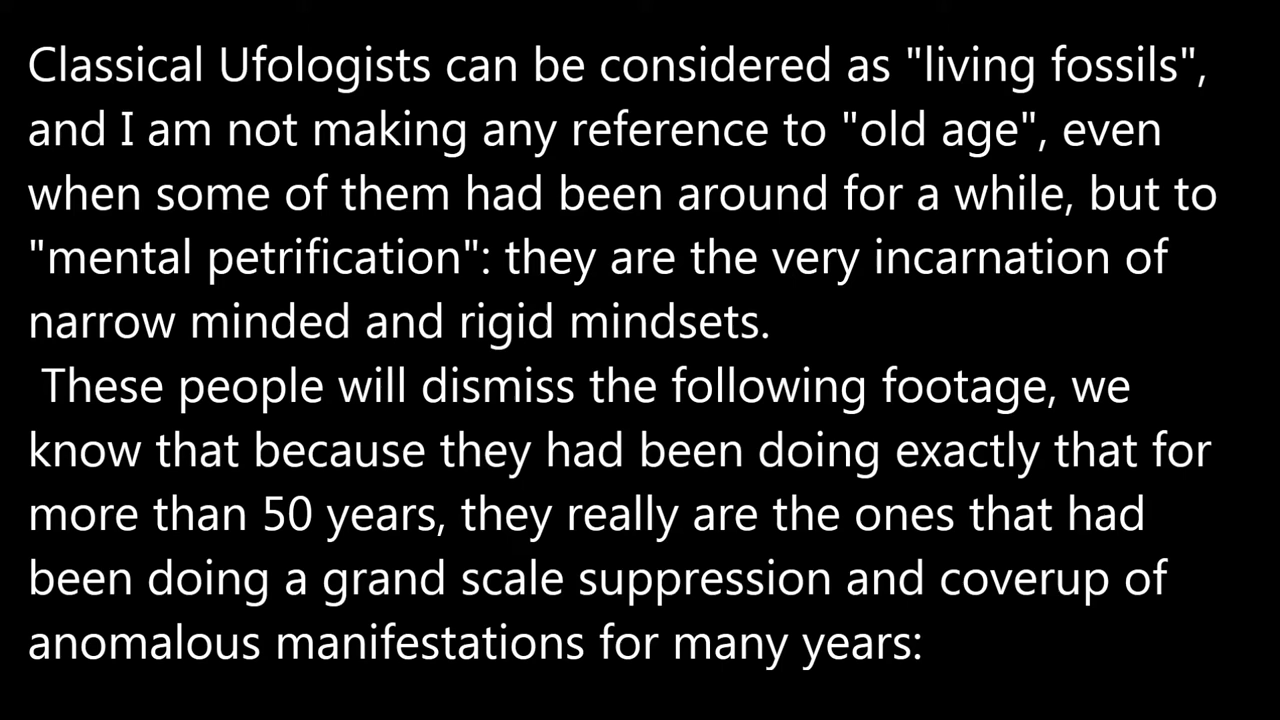 Classical Ufologists can be considered as "living fossils",
and I am not making any reference to "old age", even
when some of them had been around for a while, but to
"mental petrification": they are the very incarnation of
narrow minded and rigid mindsets.
These people will dismiss the following footage, we
know that because they had been doing exactly that for
more than 50 years, they really are the ones that had
been doing a grand scale suppression and coverup of
anomalous manifestations for many years: